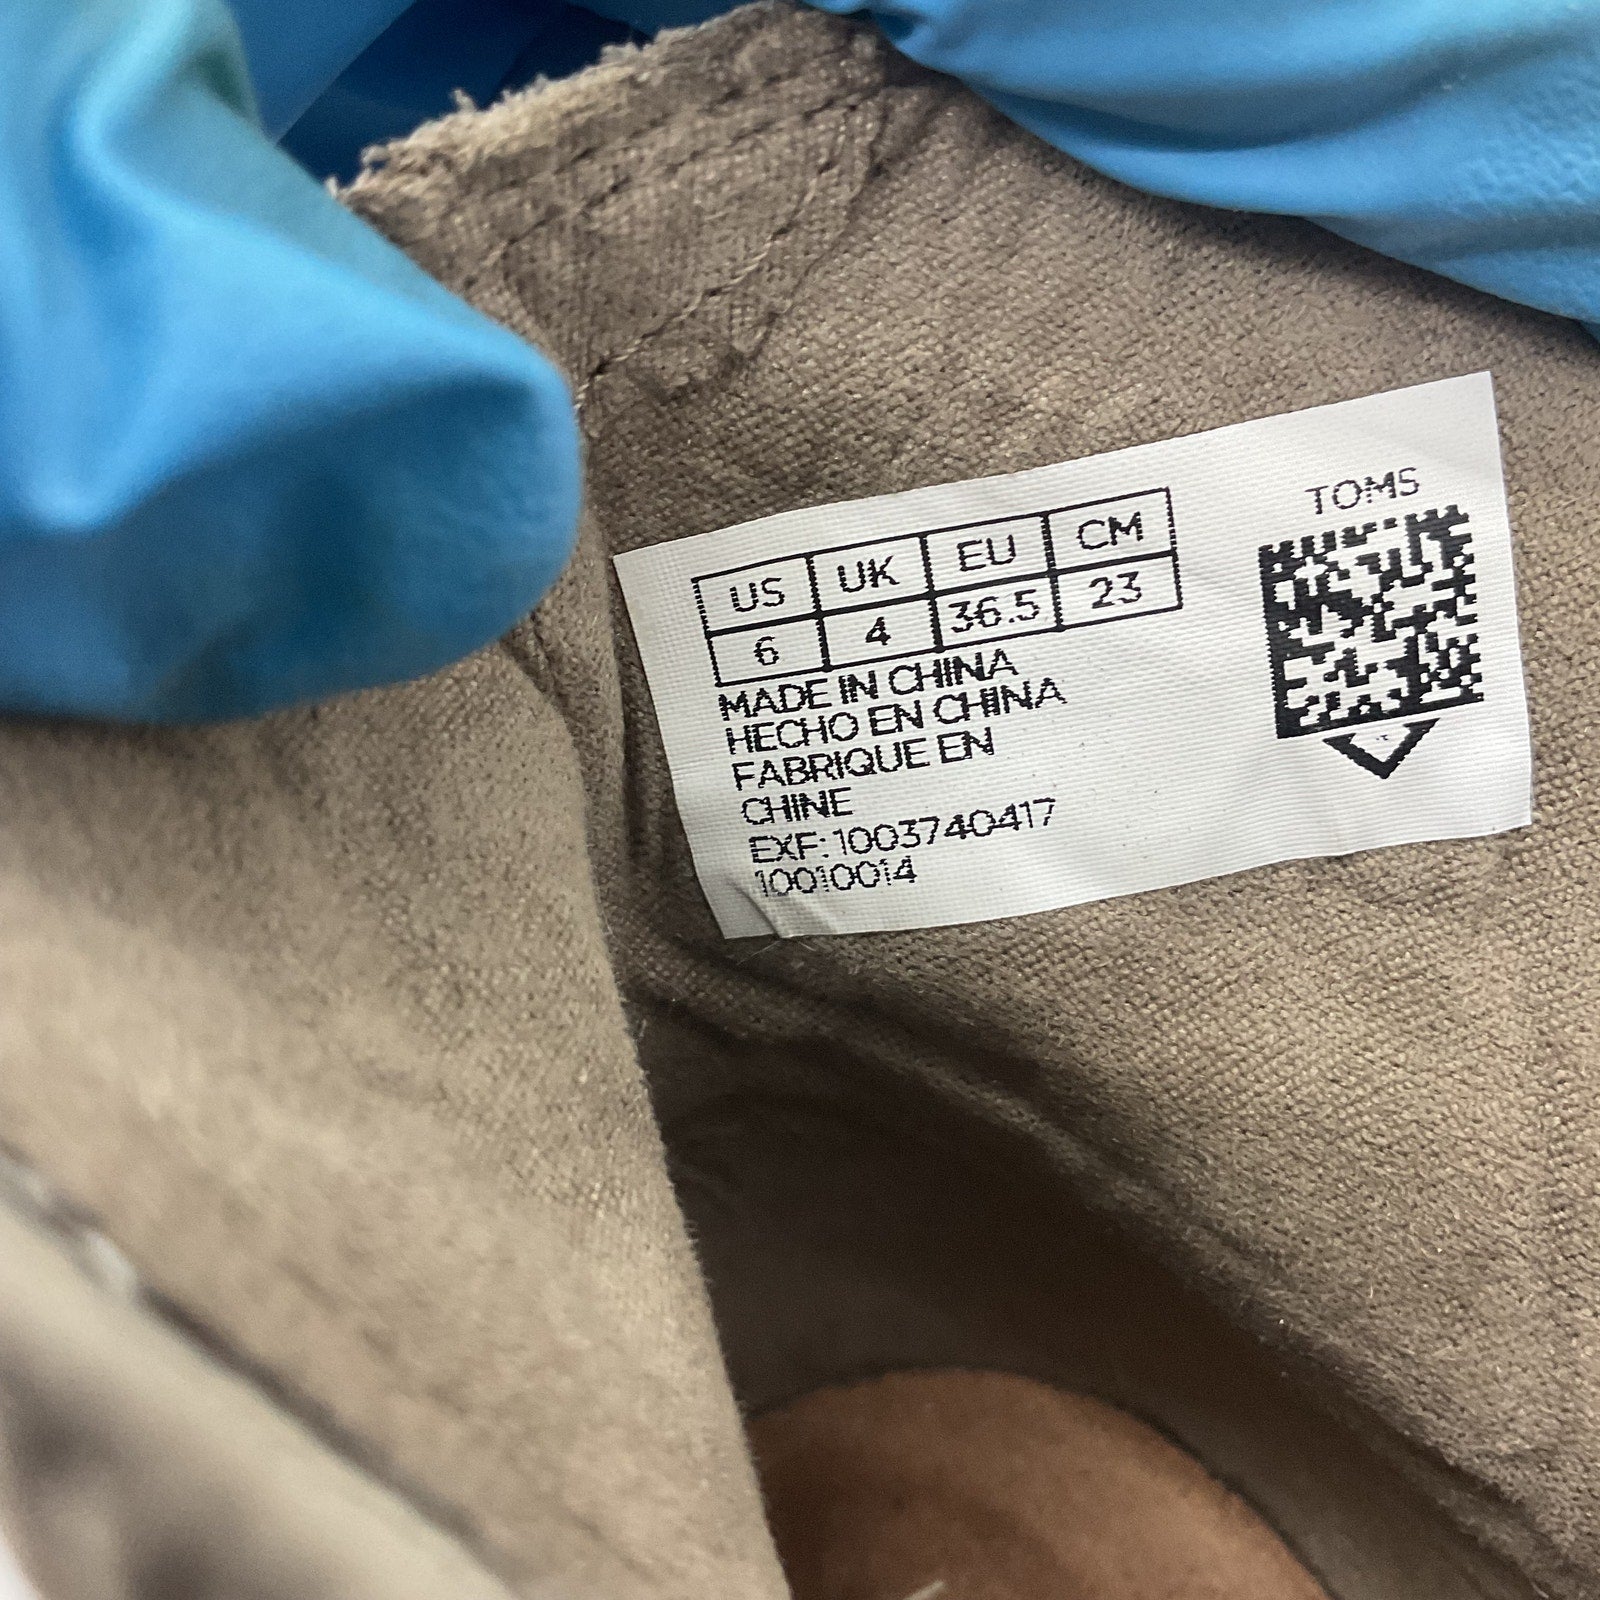 TOMS
US UK EU CM
6 4 36.5 23
MADE IN CHINA
HECHO EN CHINA
FABRIQUE EN
CHINE
EXF: 1003740417
10010014